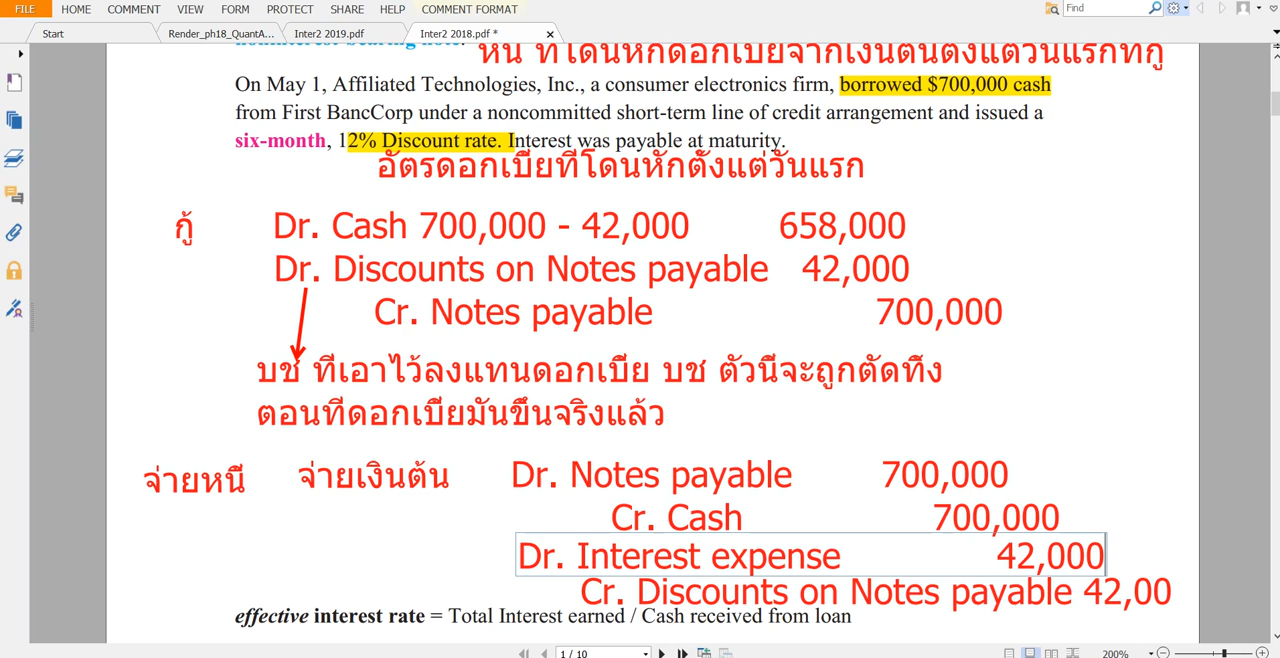 FILE HOME COMMENT VIEW FORM PROTECT SHARE HELP COMMENT FORMAT Find
Start Render_ph18_QuantA... Inter2 2019.pdf Inter2 2018.pdf *
noninterest-bearing note. หนี้ ที่โดนหักดอกเบี้ยจากเงินต้นตั้งแต่วันแรกที่กู้
On May 1, Affiliated Technologies, Inc., a consumer electronics firm, borrowed $700,000 cash
from First BancCorp under a noncommitted short-term line of credit arrangement and issued a
six-month, 12% Discount rate. Interest was payable at maturity.
อัตรดอกเบี้ยที่โดนหักตั้งแต่วันแรก
กู้ Dr. Cash 700,000 - 42,000 658,000
Dr. Discounts on Notes payable 42,000
Cr. Notes payable 700,000
บช ที่เอาไว้ลงแทนดอกเบี้ย บช ตัวนี้จะถูกตัดทิ้ง
ตอนที่ดอกเบี้ยมันขึ้นจริงแล้ว
จ่ายหนี้ จ่ายเงินต้น Dr. Notes payable 700,000
Cr. Cash 700,000
Dr. Interest expense 42,000
Cr. Discounts on Notes payable 42,00
effective interest rate = Total Interest earned / Cash received from loan
1 / 10 200%